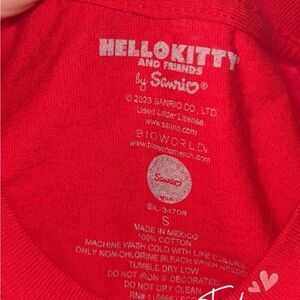 HELLO KITTY
AND FRIENDS
by Sanrio®
© 2023 SANRIO CO., LTD.
Used Under License.
www.sanrio.com
BIOWORLD®
www.bioworldmerch.com
Sanrio
S
MADE IN MEXICO
100% COTTON
MACHINE WASH COLD WITH LIKE COLORS
ONLY NON-CHLORINE BLEACH WHEN NEEDED
TUMBLE DRY LOW
DO NOT IRON IF DECORATED
DO NOT DRY CLEAN
RN#